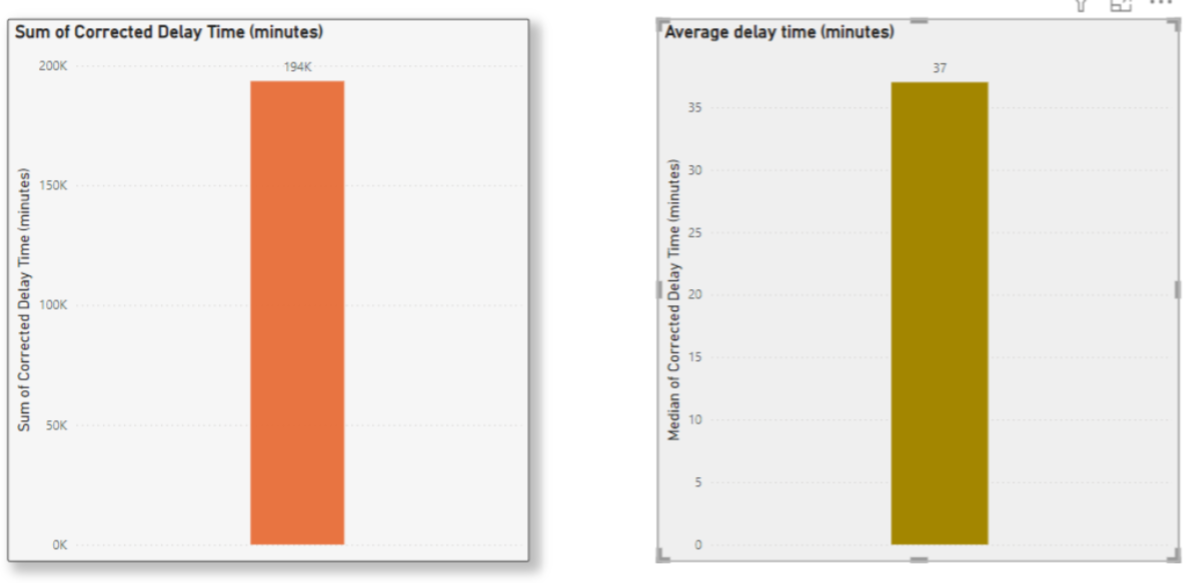 Sum of Corrected Delay Time (minutes)
Sum of Corrected Delay Time (minutes)
200K
150K
100K
50K
0K
194K
Average delay time (minutes)
Median of Corrected Delay Time (minutes)
35
30
25
20
15
10
5
0
37